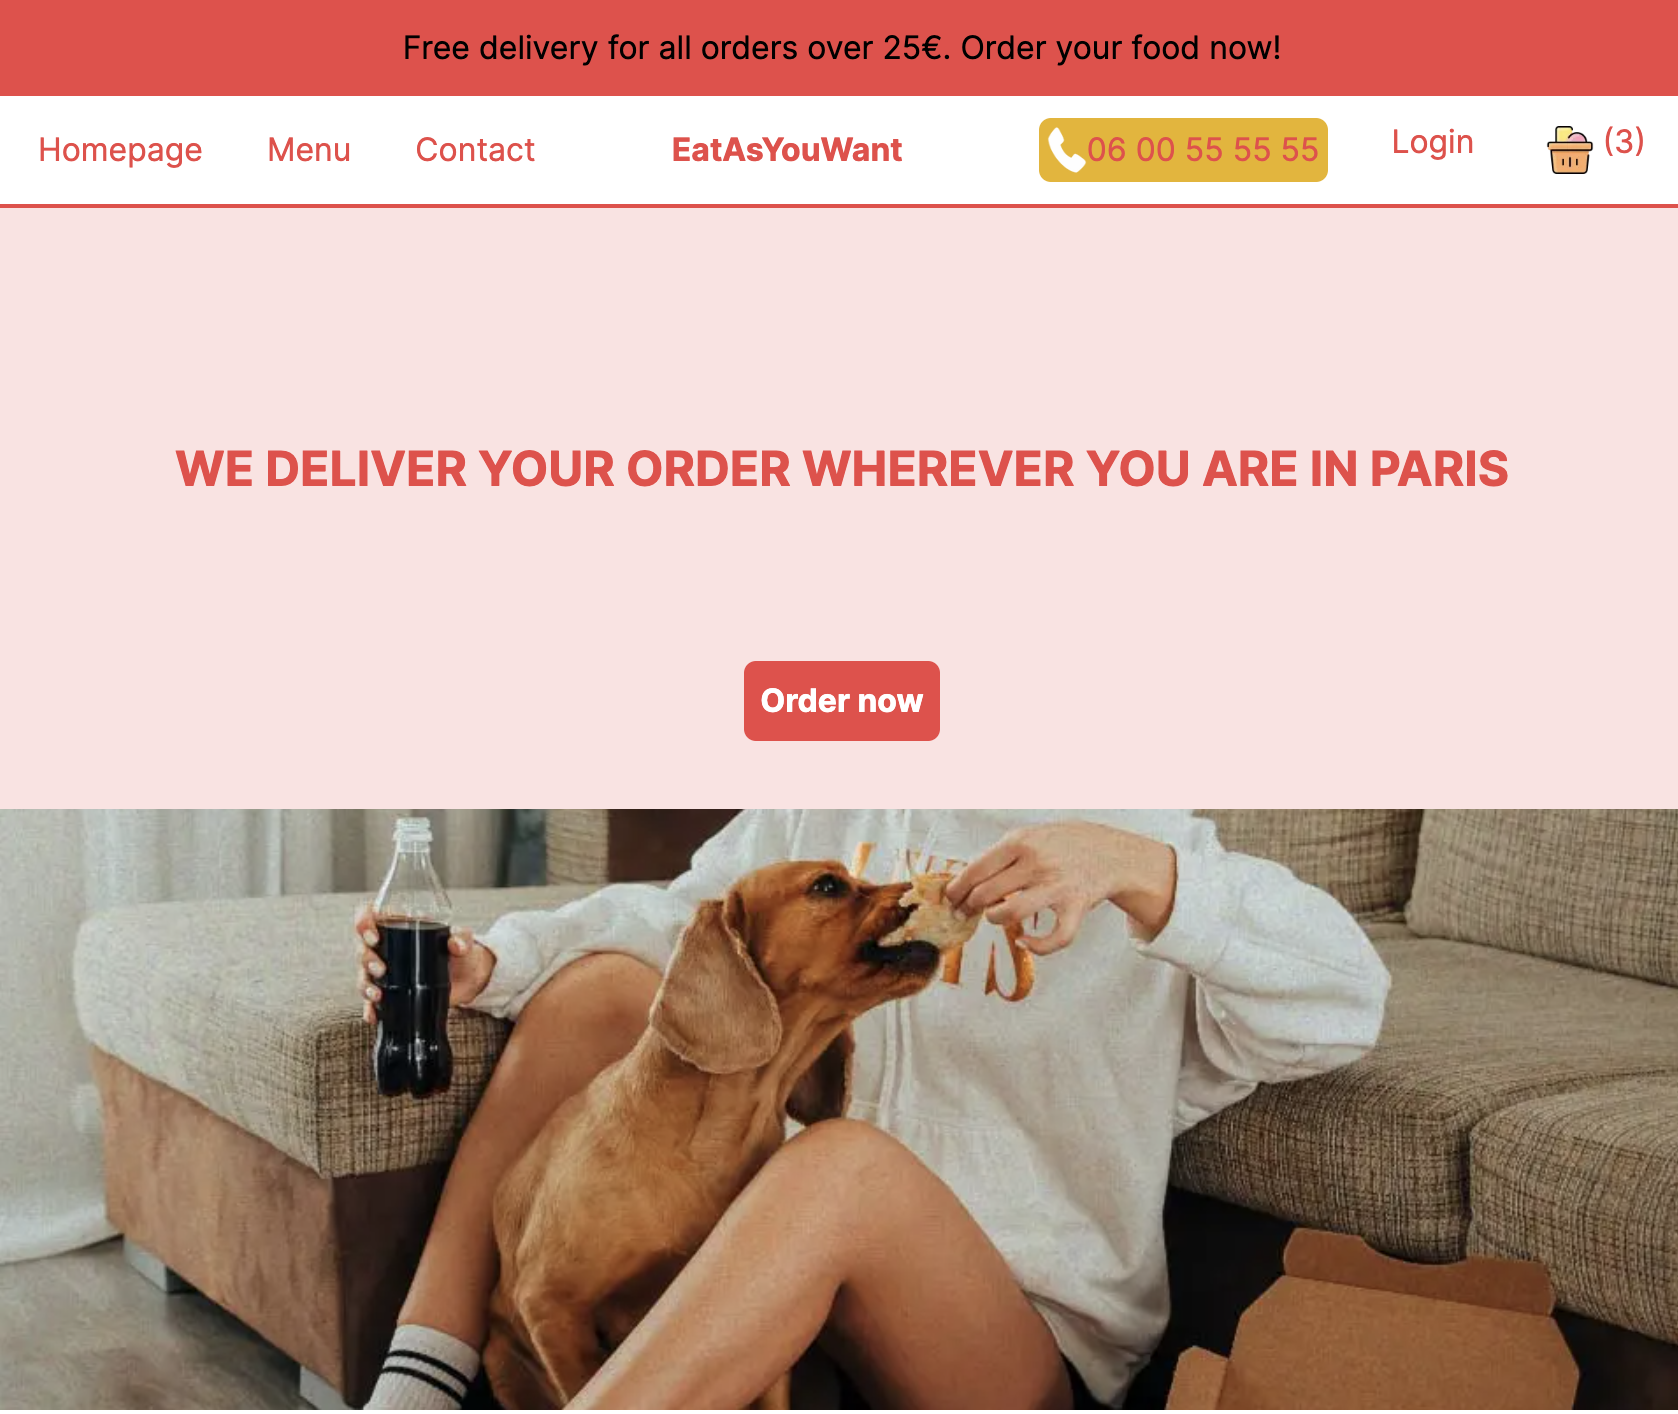 Free delivery for all orders over 25€. Order your food now!
Homepage Menu Contact EatAsYouWant 06 00 55 55 55 Login (3)
WE DELIVER YOUR ORDER WHEREVER YOU ARE IN PARIS
Order now